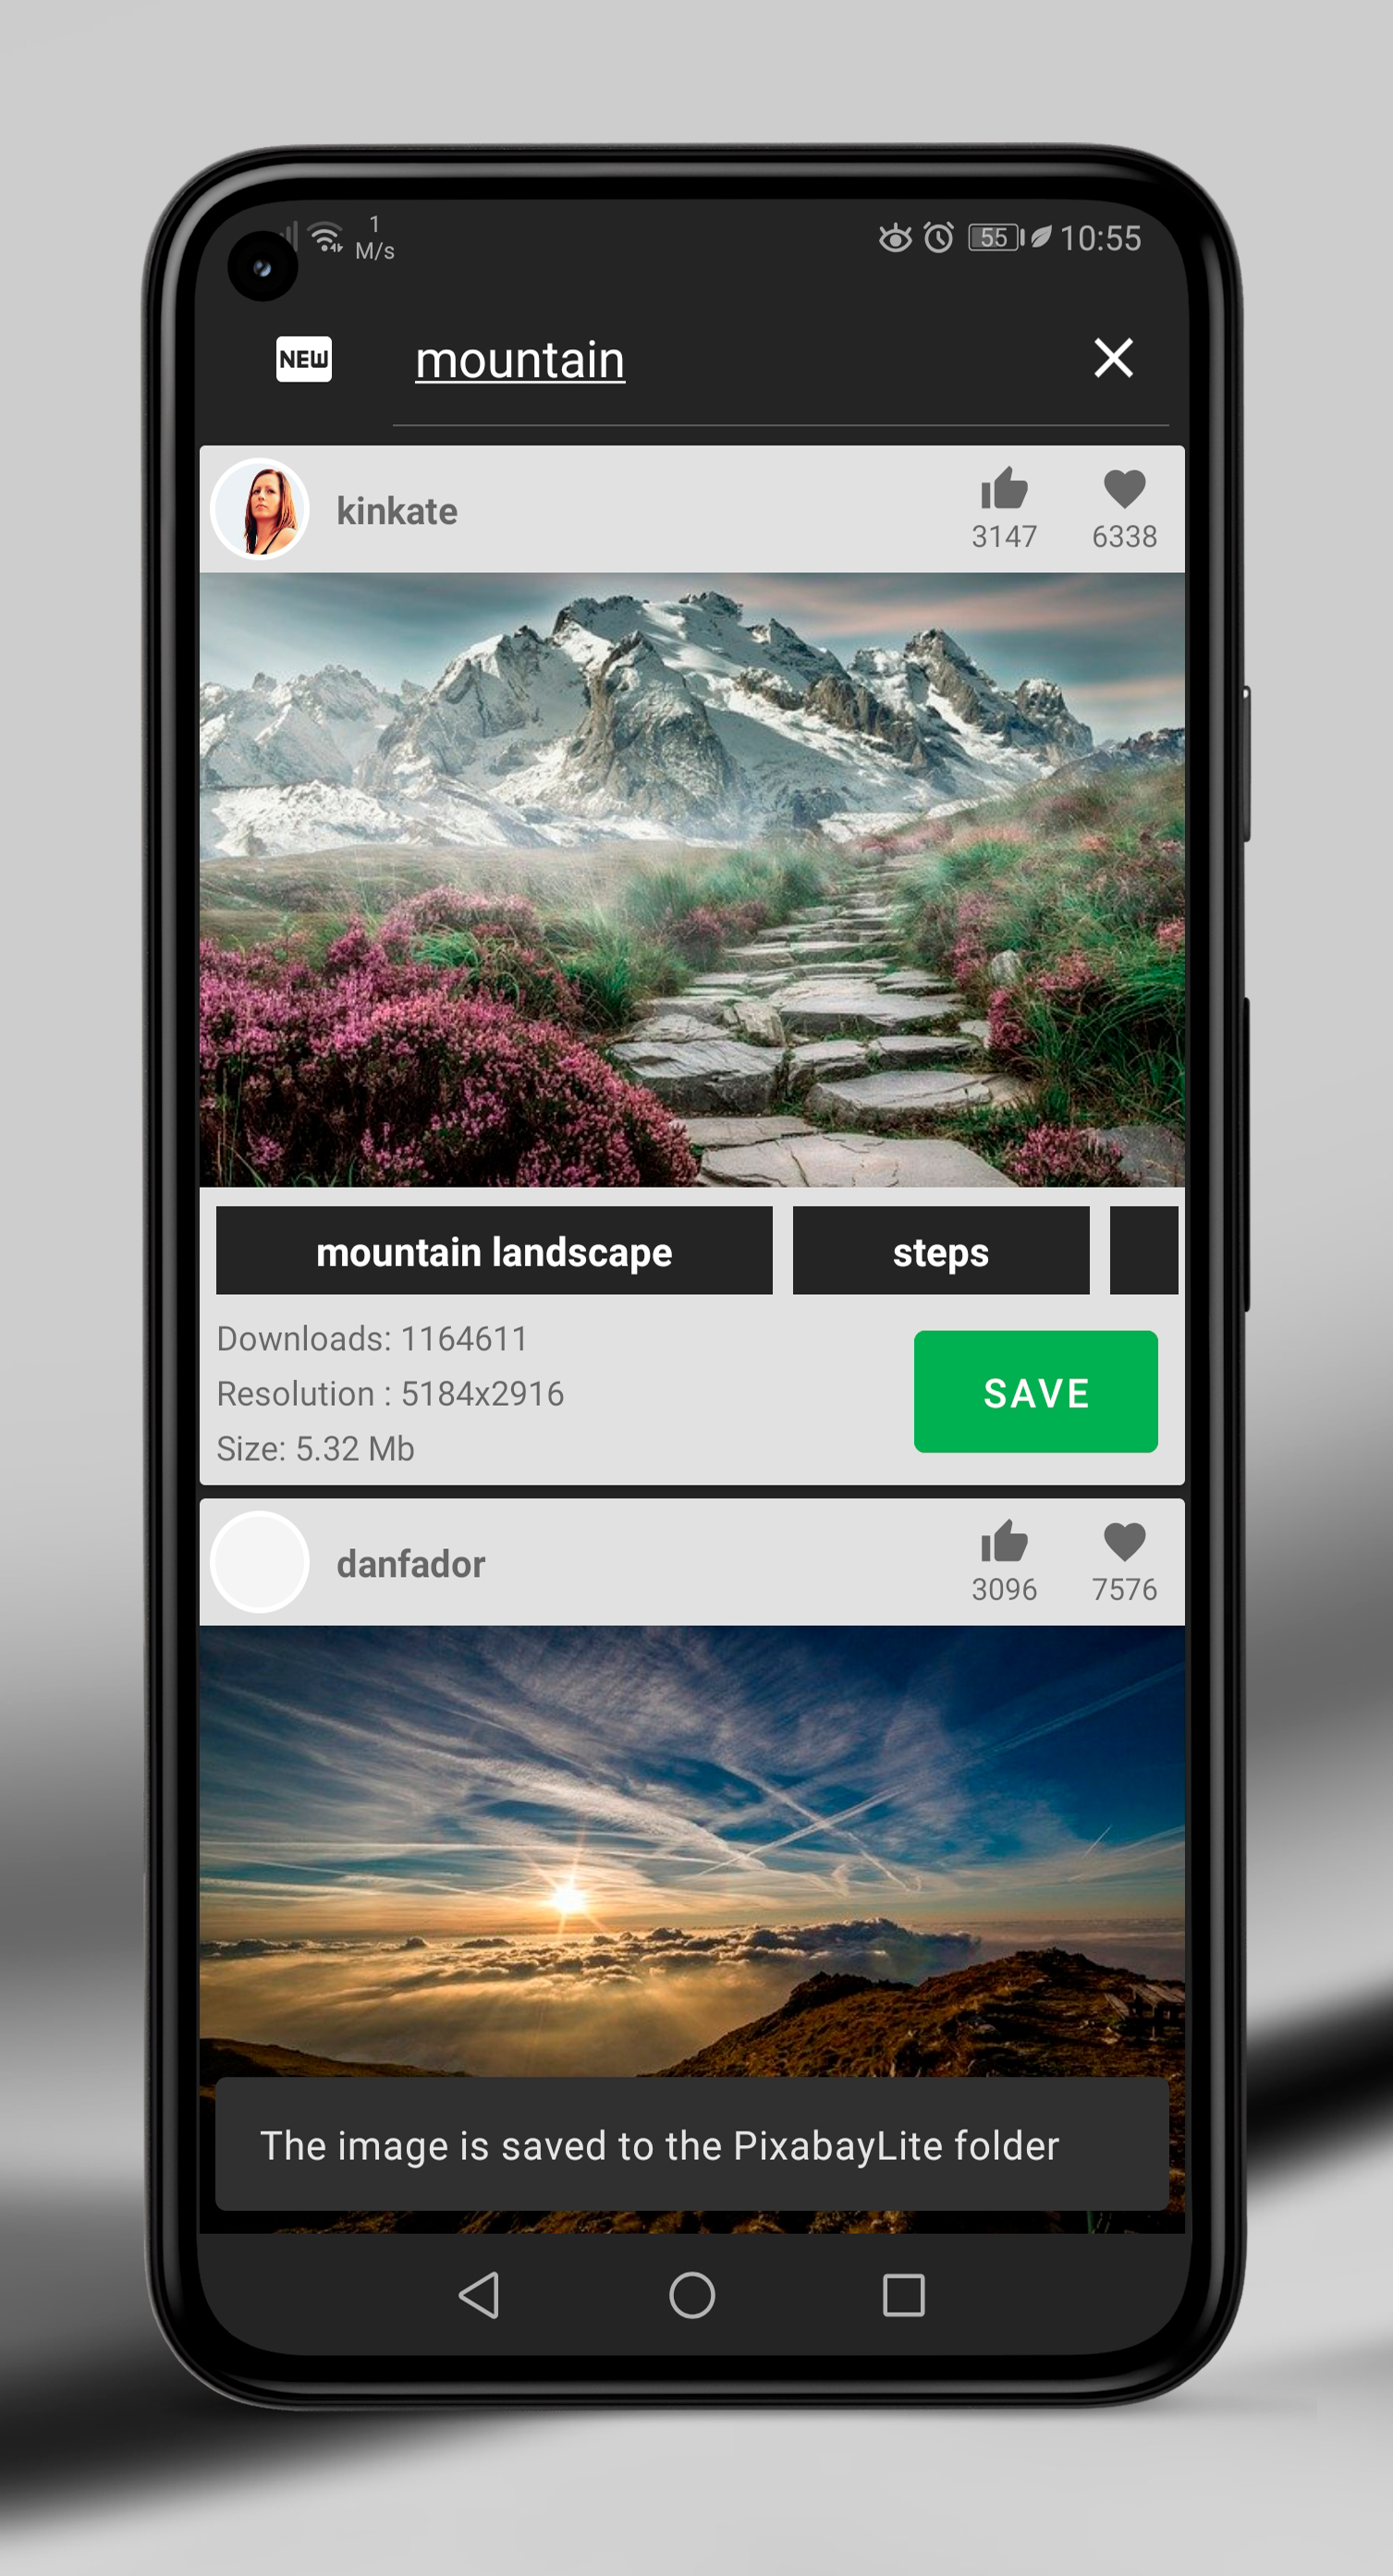 1
M/s
55
10:55
NEW
mountain
kinkate
3147
6338
mountain landscape
steps
Downloads: 1164611
Resolution : 5184x2916
Size: 5.32 Mb
SAVE
danfador
3096
7576
The image is saved to the PixabayLite folder